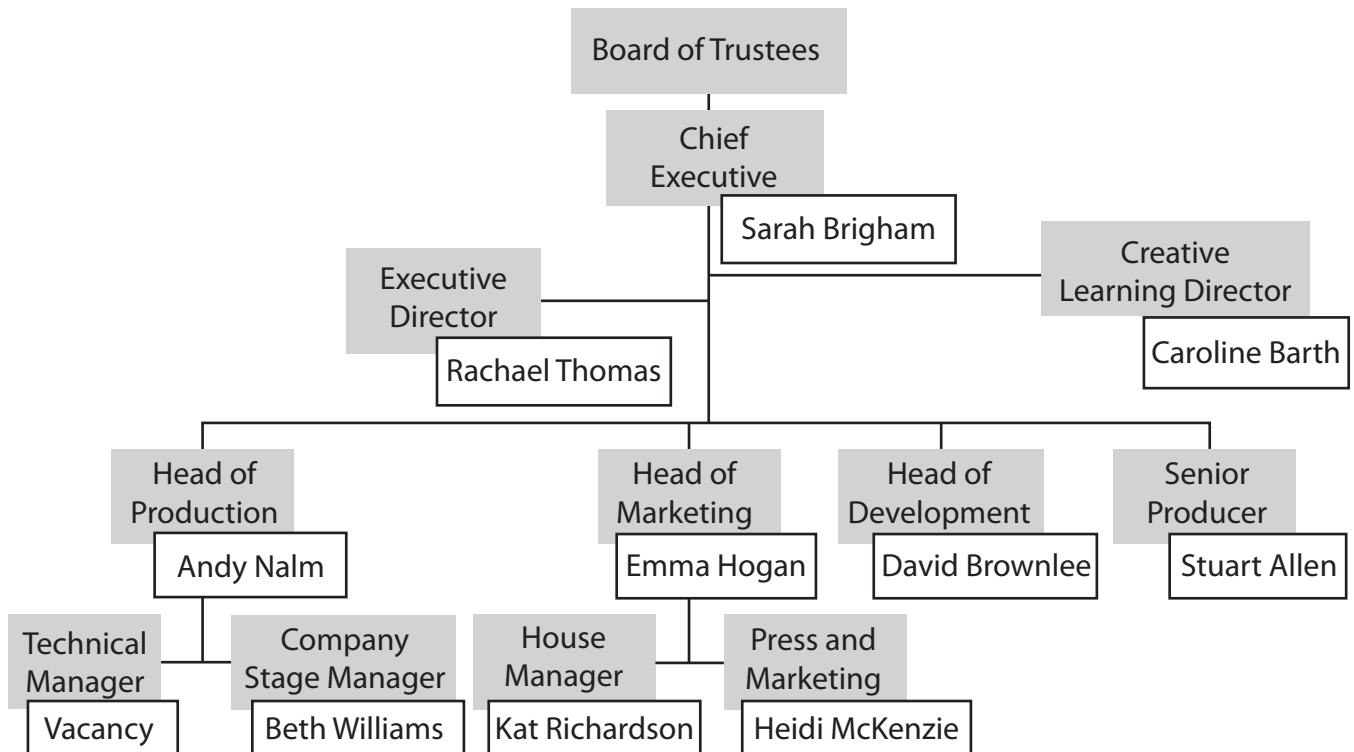 Board of Trustees
Chief
Executive
Sarah Brigham
Executive
Director
Rachael Thomas
Creative
Learning Director
Caroline Barth
Head of
Production
Andy Nalm
Head of
Marketing
Emma Hogan
Head of
Development
David Brownlee
Senior
Producer
Stuart Allen
Technical
Manager
Vacancy
Company
Stage Manager
Beth Williams
House
Manager
Kat Richardson
Press and
Marketing
Heidi McKenzie